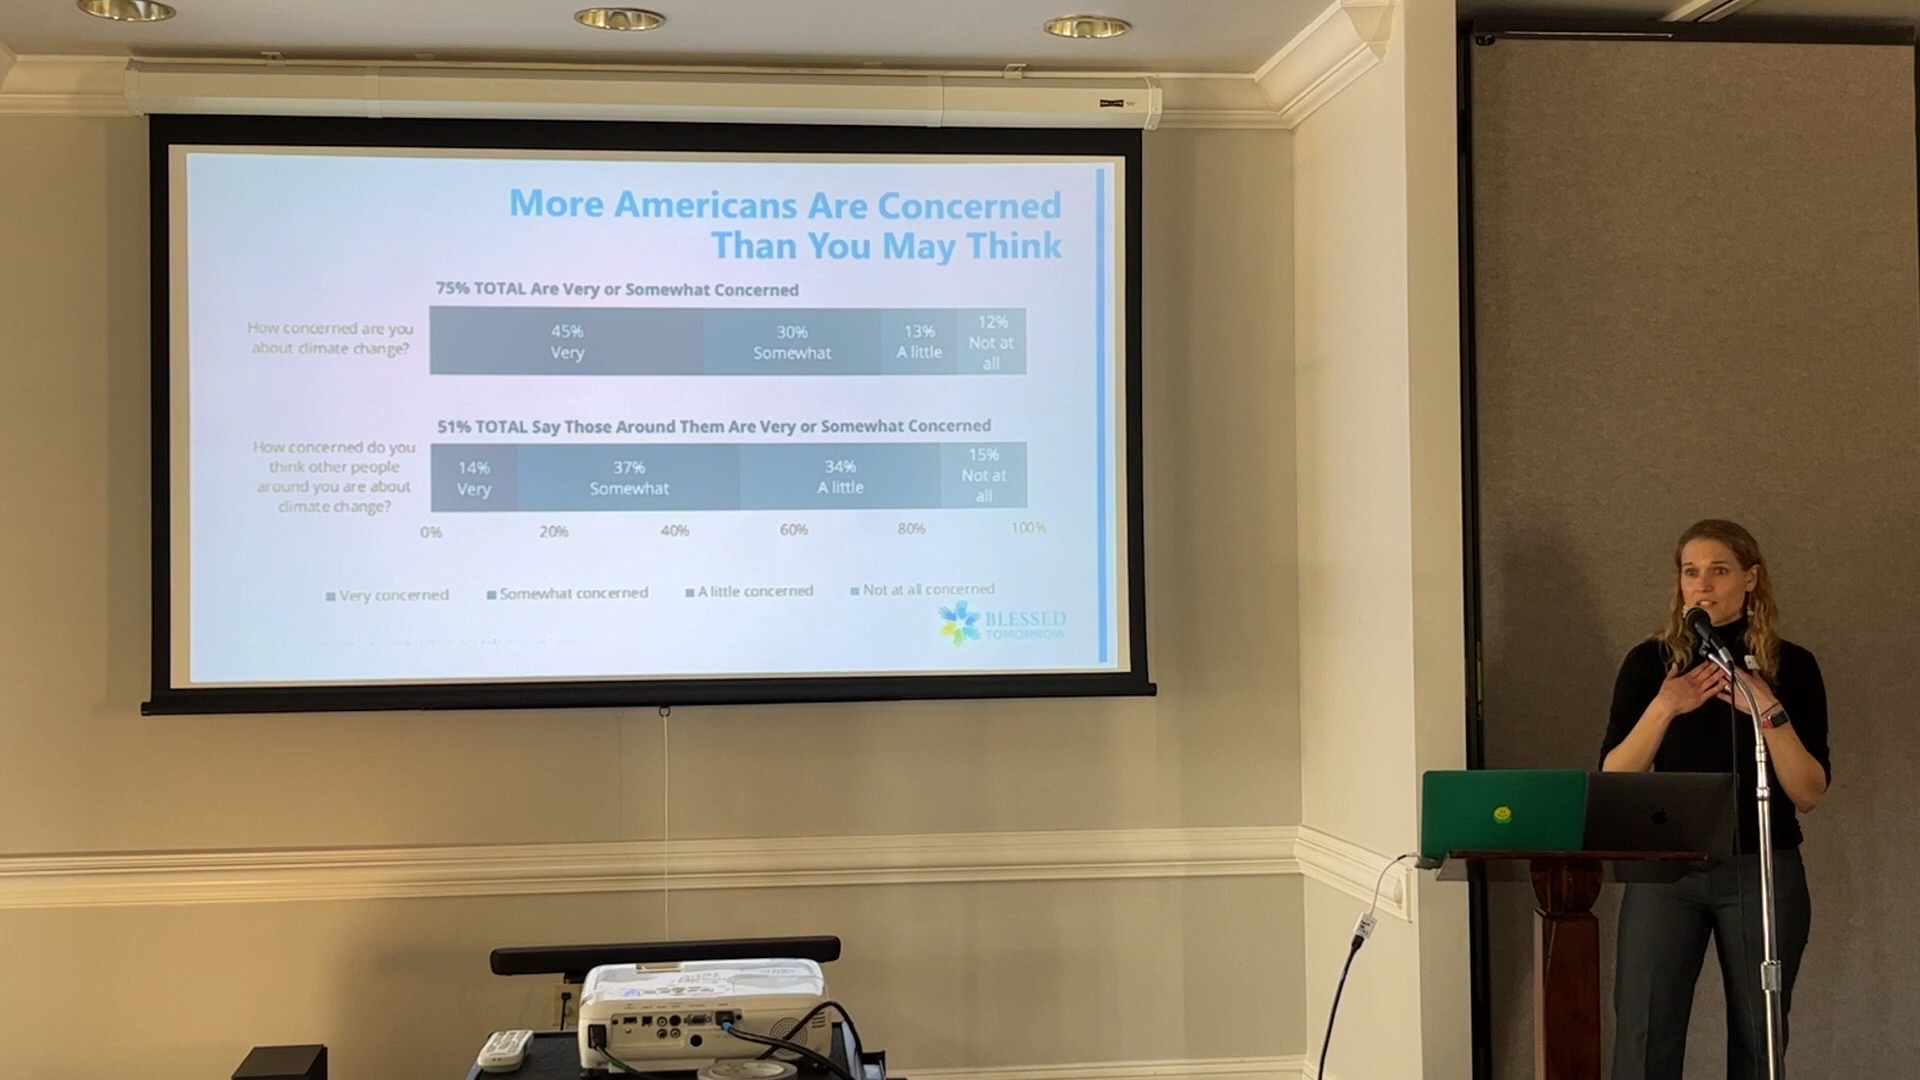 More Americans Are Concerned
Than You May Think
75% TOTAL Are Very or Somewhat Concerned
How concerned are you
about climate change?
45%
Very
30%
Somewhat
13%
A little
12%
Not at
all
51% TOTAL Say Those Around Them Are Very or Somewhat Concerned
How concerned do you
think other people
around you are about
climate change?
14%
Very
37%
Somewhat
34%
A little
15%
Not at
all
0% 20% 40% 60% 80% 100%
Very concerned Somewhat concerned A little concerned Not at all concerned
BLESSED
TOMORROW